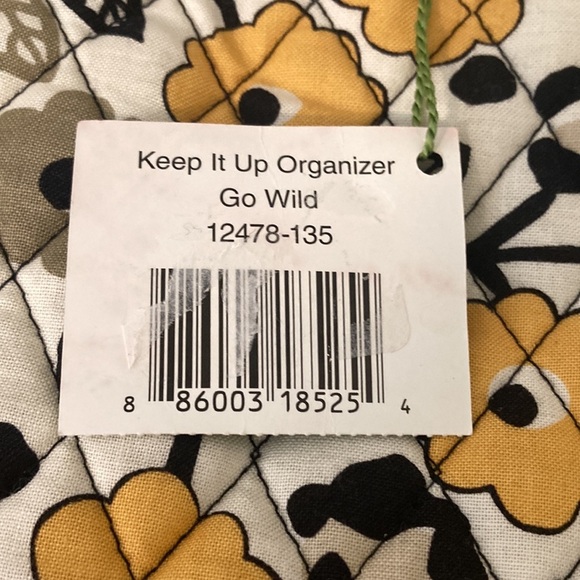 Keep It Up Organizer
Go Wild
12478-135
8 86003 18525 4